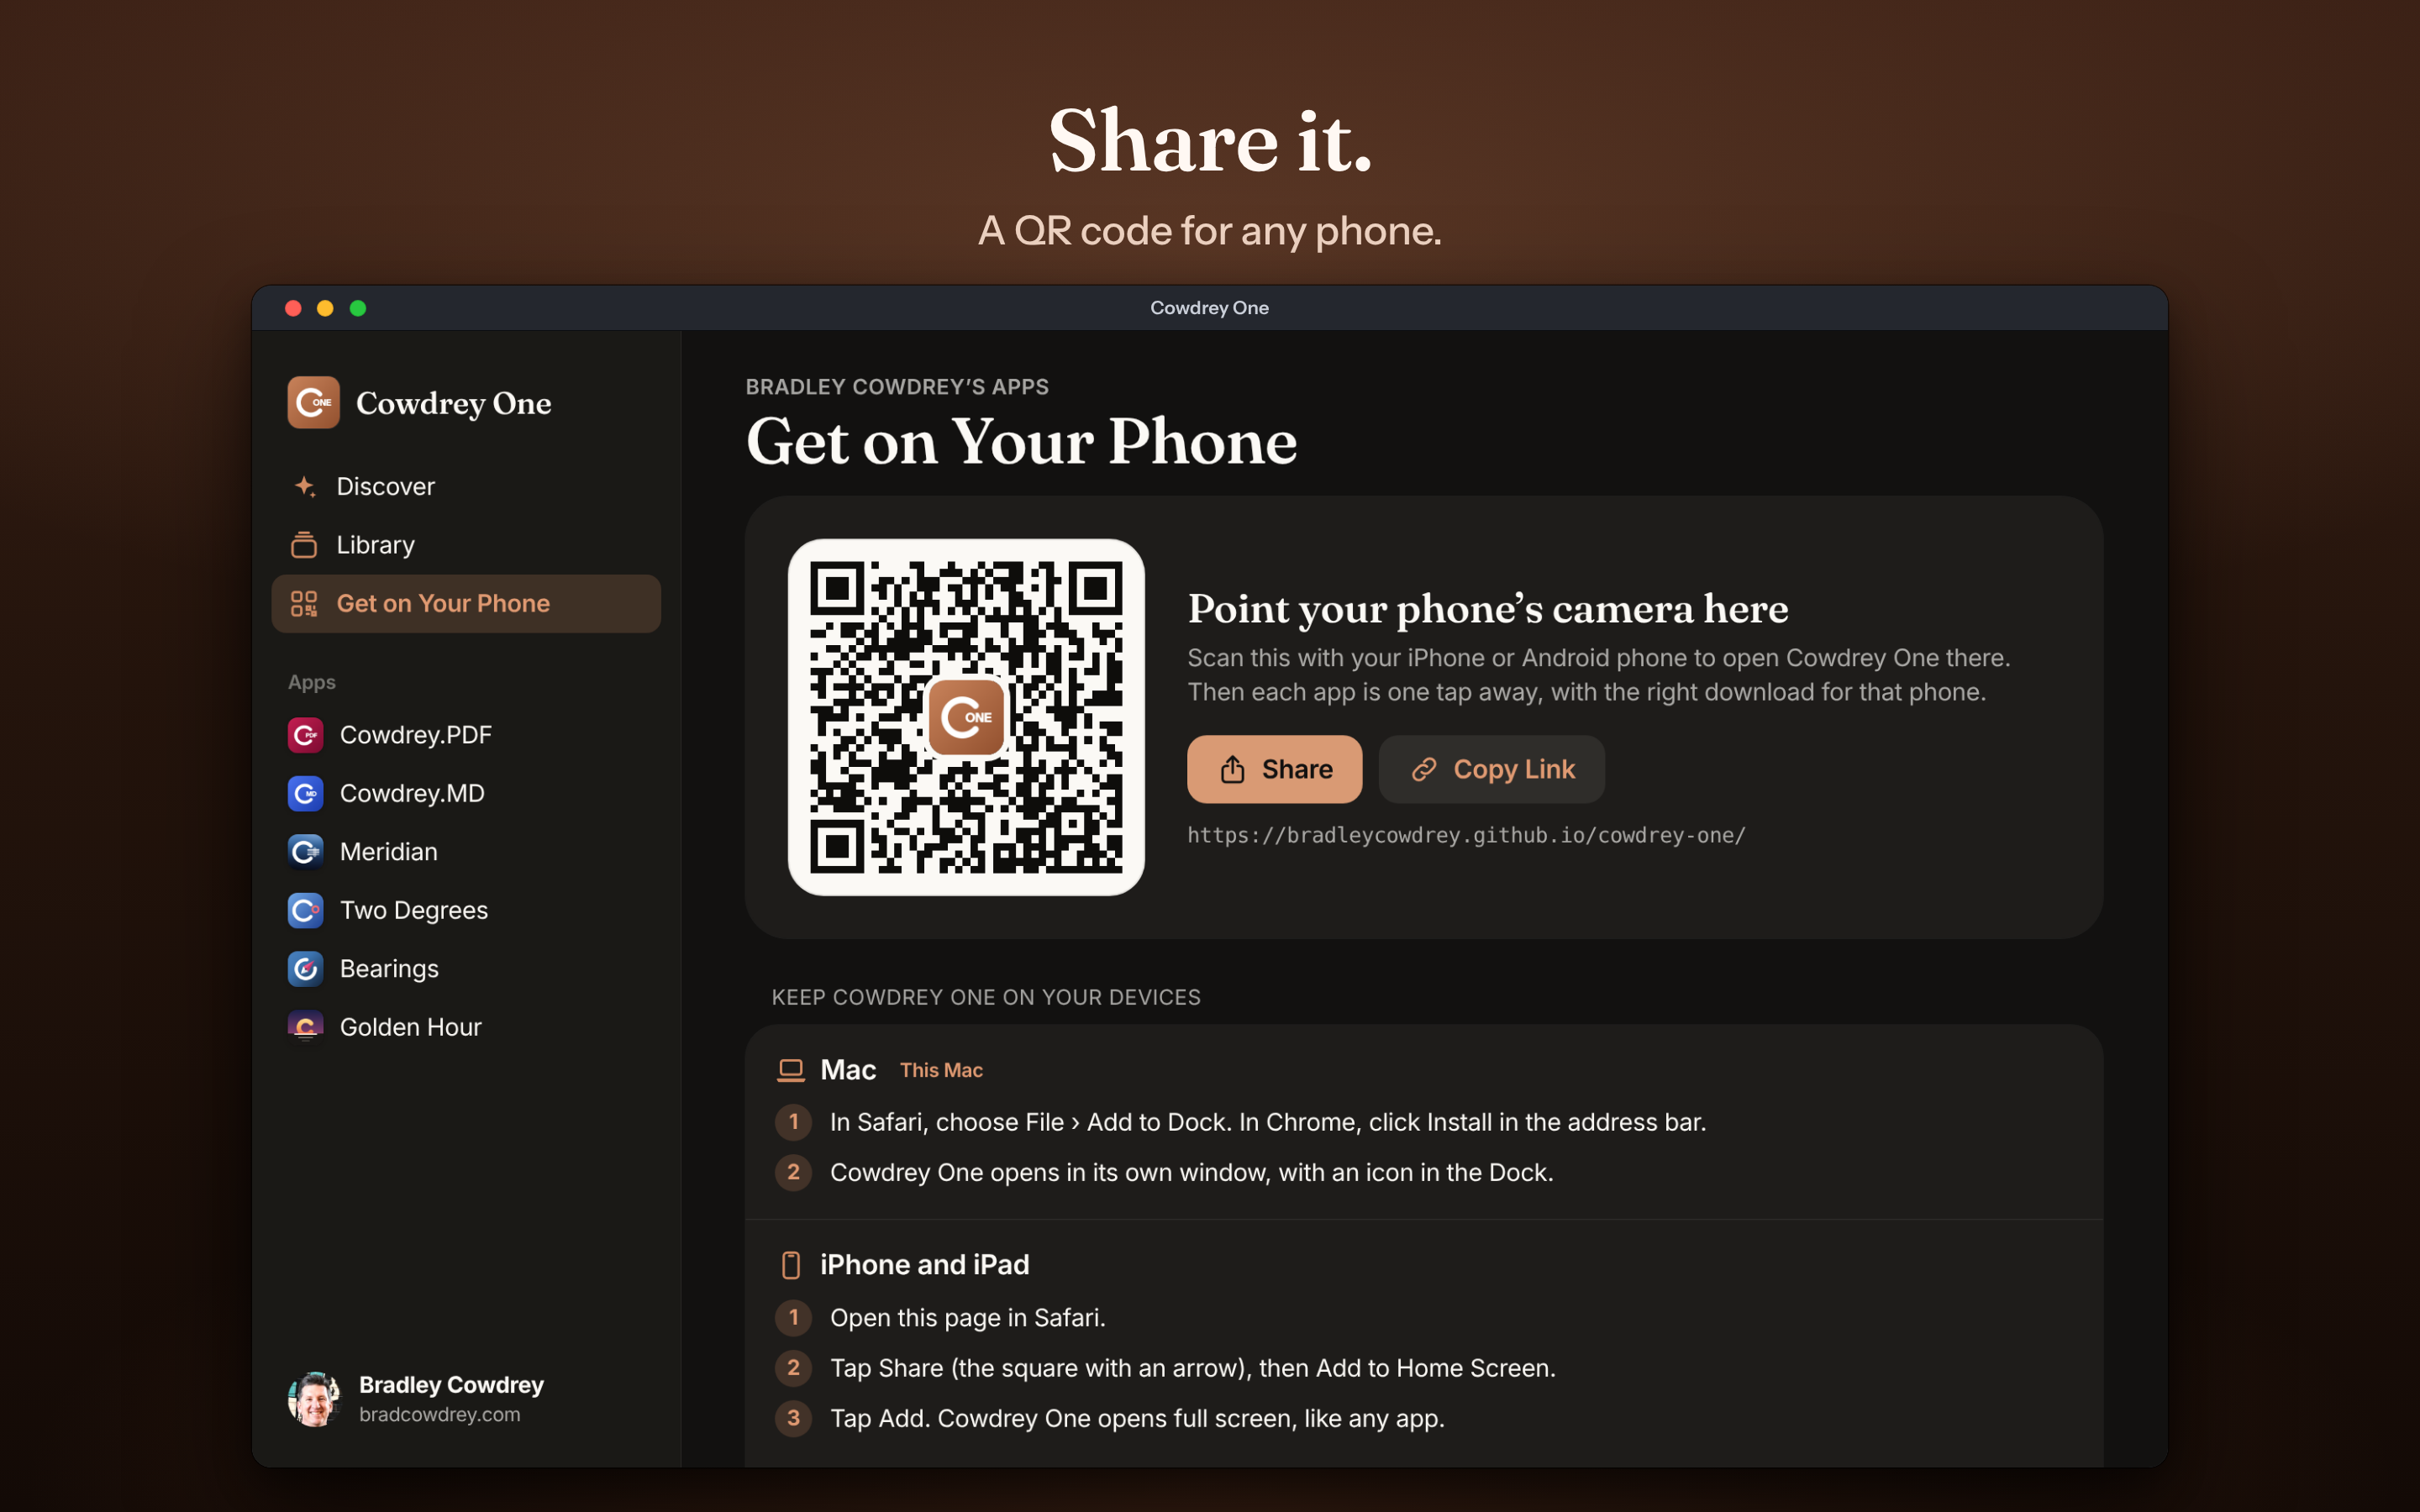 Share it.
A QR code for any phone.
Cowdrey One
ONE
Cowdrey One
Discover
Library
Get on Your Phone
Apps
PDF
Cowdrey.PDF
MD
Cowdrey.MD
Meridian
Two Degrees
Bearings
Golden Hour
Bradley Cowdrey
bradcowdrey.com
BRADLEY COWDREY’S APPS
Get on Your Phone
ONE
Point your phone’s camera here
Scan this with your iPhone or Android phone to open Cowdrey One there.
Then each app is one tap away, with the right download for that phone.
Share
Copy Link
https://bradleycowdrey.github.io/cowdrey-one/
KEEP COWDREY ONE ON YOUR DEVICES
Mac This Mac
1 In Safari, choose File › Add to Dock. In Chrome, click Install in the address bar.
2 Cowdrey One opens in its own window, with an icon in the Dock.
iPhone and iPad
1 Open this page in Safari.
2 Tap Share (the square with an arrow), then Add to Home Screen.
3 Tap Add. Cowdrey One opens full screen, like any app.